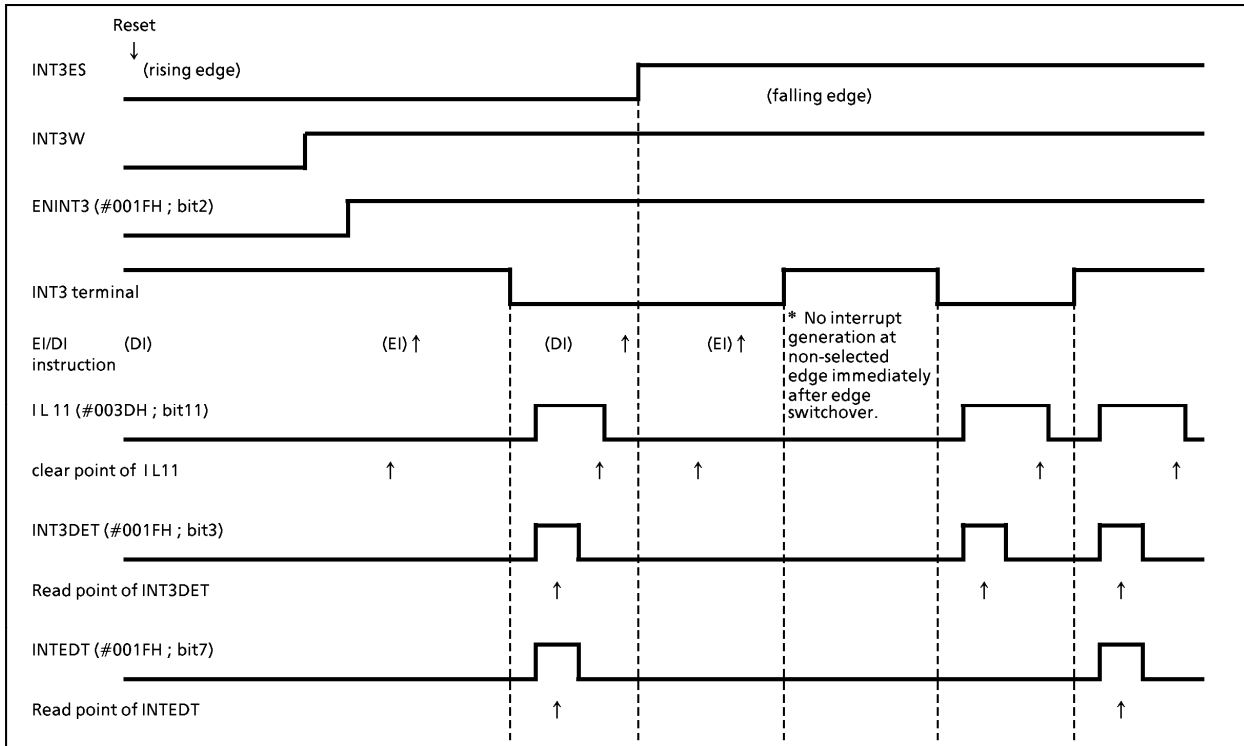 Reset
↓
INT3ES (rising edge)
(falling edge)
INT3W
ENINT3 (#001FH ; bit2)
INT3 terminal
EI/DI (DI) (EI)↑ (DI) ↑ (EI)↑
instruction
* No interrupt
generation at
non-selected
edge immediately
after edge
switchover.
I L 11 (#003DH ; bit11)
clear point of I L11 ↑ ↑ ↑ ↑ ↑
INT3DET (#001FH ; bit3)
Read point of INT3DET ↑ ↑ ↑
INTEDT (#001FH ; bit7)
Read point of INTEDT ↑ ↑